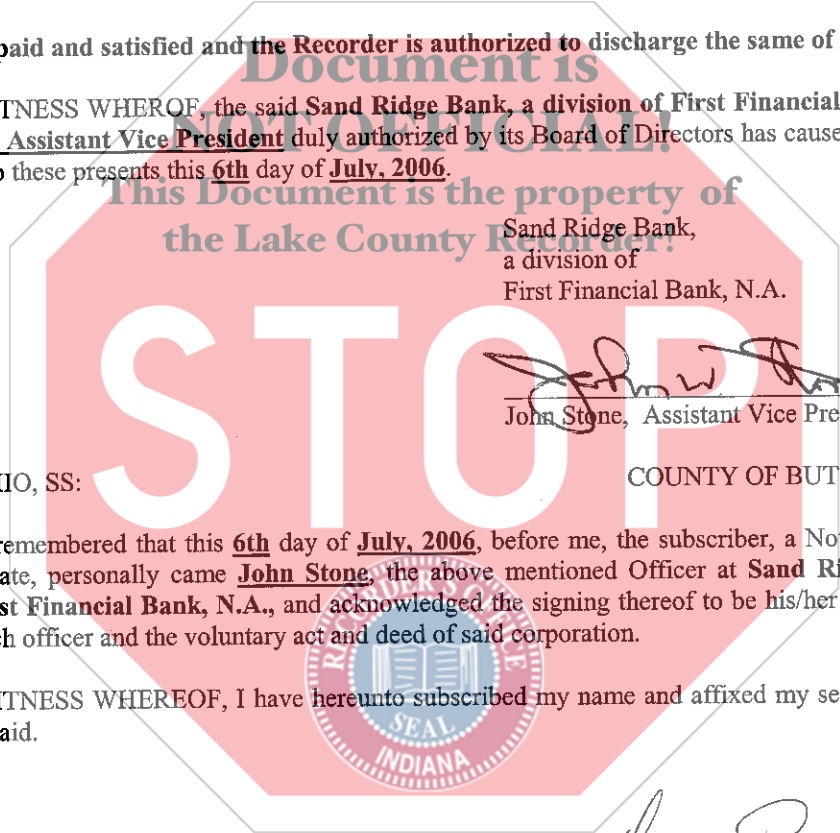 paid and satisfied and the Recorder is authorized to discharge the same of
Document is
TNESS WHEROF, the said Sand Ridge Bank, a division of First Financial
NOT OFFICIAL!
Assistant Vice President duly authorized by its Board of Directors has cause
these presents this 6th day of July, 2006.
This Document is the property of
the Lake County Recorder!
Sand Ridge Bank,
a division of
First Financial Bank, N.A.
STOP
John W
John Stone, Assistant Vice Pre
IO, SS:
COUNTY OF BUT
remembered that this 6th day of July, 2006, before me, the subscriber, a No
ate, personally came John Stone, the above mentioned Officer at Sand Ri
st Financial Bank, N.A., and acknowledged the signing thereof to be his/her
h officer and the voluntary act and deed of said corporation.
RECORDER'S OFFICE
ITNESS WHEREOF, I have hereunto subscribed my name and affixed my se
aid.
SEAL
INDIANA